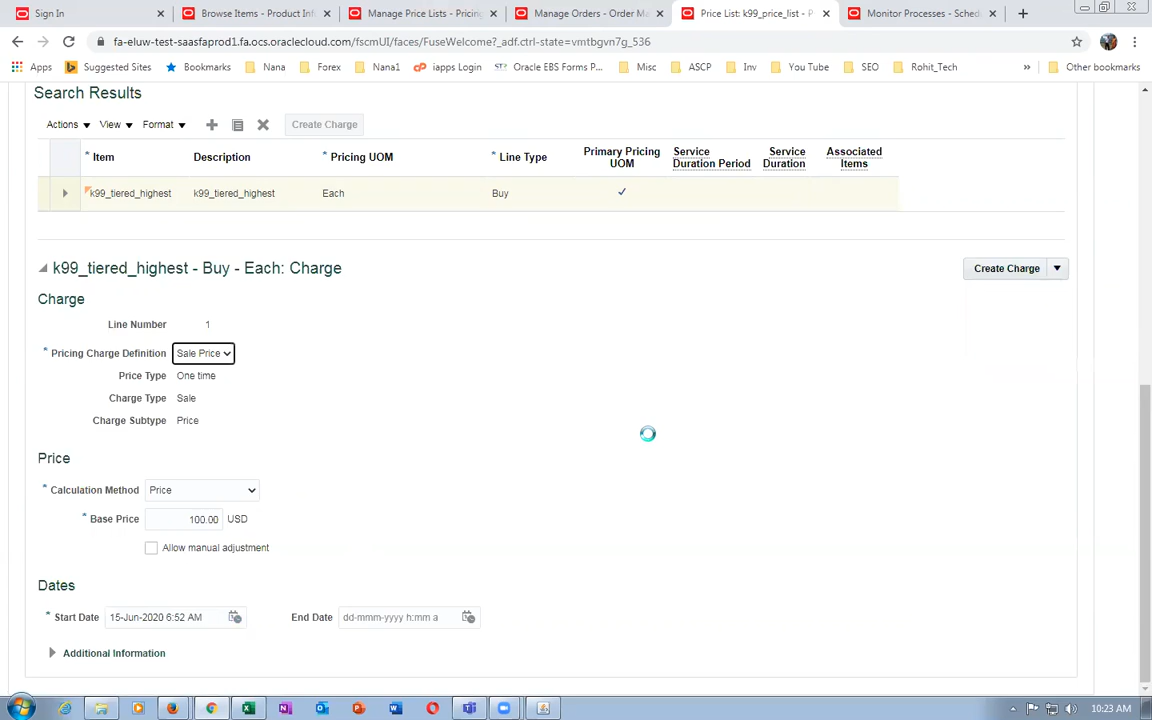 Sign In
Browse Items - Product Inf
Manage Price Lists - Pricing
Manage Orders - Order Ma
Price List: k99_price_list - P
Monitor Processes - Sched
fa-eluw-test-saasfaprod1.fa.ocs.oraclecloud.com/fscmUI/faces/FuseWelcome?_adf.ctrl-state=vmtbgvn7g_536
Apps Suggested Sites Bookmarks Nana Forex Nana1 iapps Login Oracle EBS Forms P... Misc ASCP Inv You Tube SEO Rohit_Tech » Other bookmarks
Search Results
Actions View Format Create Charge
* Item Description * Pricing UOM * Line Type Primary Pricing UOM Service Duration Period Service Duration Associated Items
k99_tiered_highest k99_tiered_highest Each Buy
k99_tiered_highest - Buy - Each: Charge
Create Charge
Charge
Line Number 1
* Pricing Charge Definition Sale Price
Price Type One time
Charge Type Sale
Charge Subtype Price
Price
* Calculation Method Price
* Base Price 100.00 USD
Allow manual adjustment
Dates
* Start Date 15-Jun-2020 6:52 AM End Date dd-mmm-yyyy h:mm a
Additional Information
10:23 AM